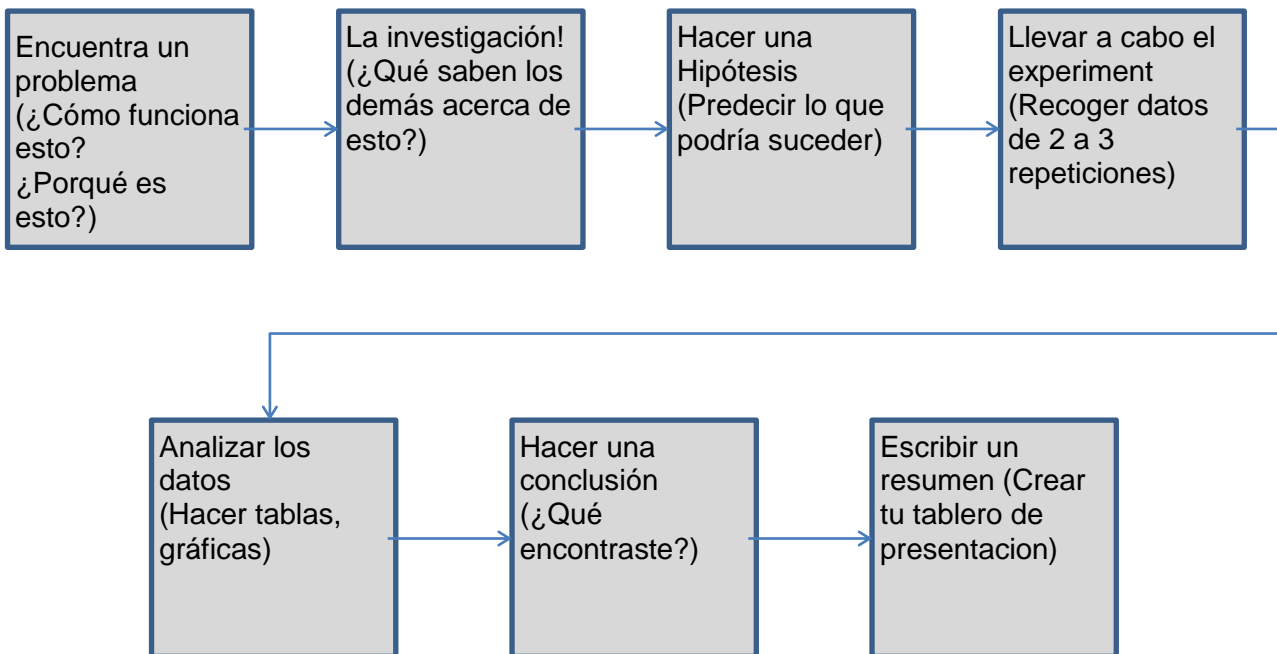 Encuentra un
problema
(¿Cómo funciona
esto?
¿Porqué es
esto?)
La investigación!
(¿Qué saben los
demás acerca de
esto?)
Hacer una
Hipótesis
(Predecir lo que
podría suceder)
Llevar a cabo el
experiment
(Recoger datos
de 2 a 3
repeticiones)
Analizar los
datos
(Hacer tablas,
gráficas)
Hacer una
conclusión
(¿Qué
encontraste?)
Escribir un
resumen (Crear
tu tablero de
presentacion)